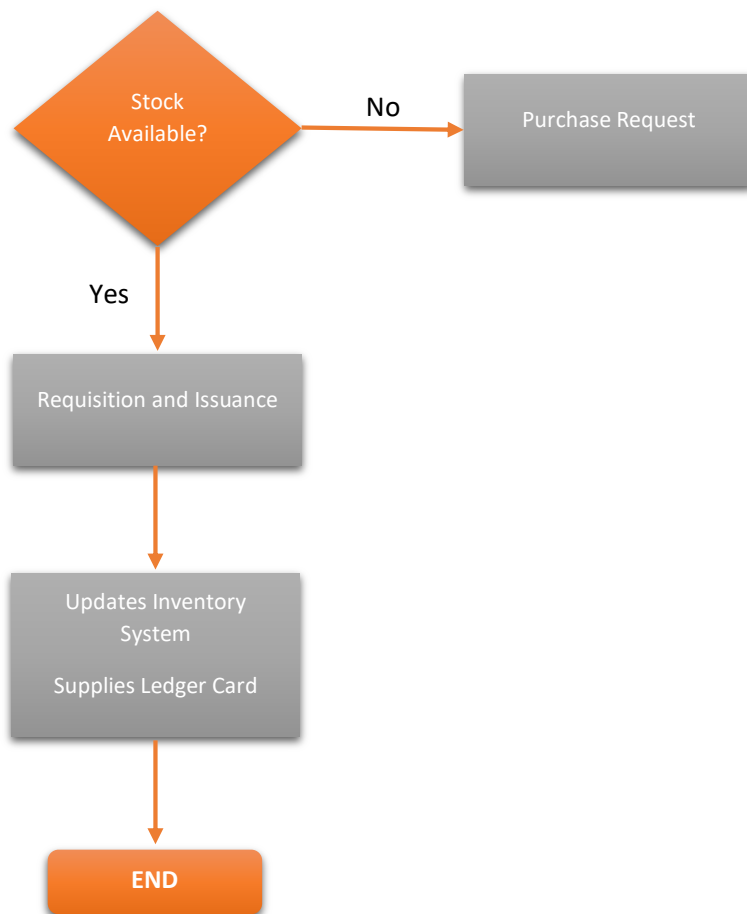 Stock
Available?
No
Purchase Request
Yes
Requisition and Issuance
Updates Inventory
System
Supplies Ledger Card
END